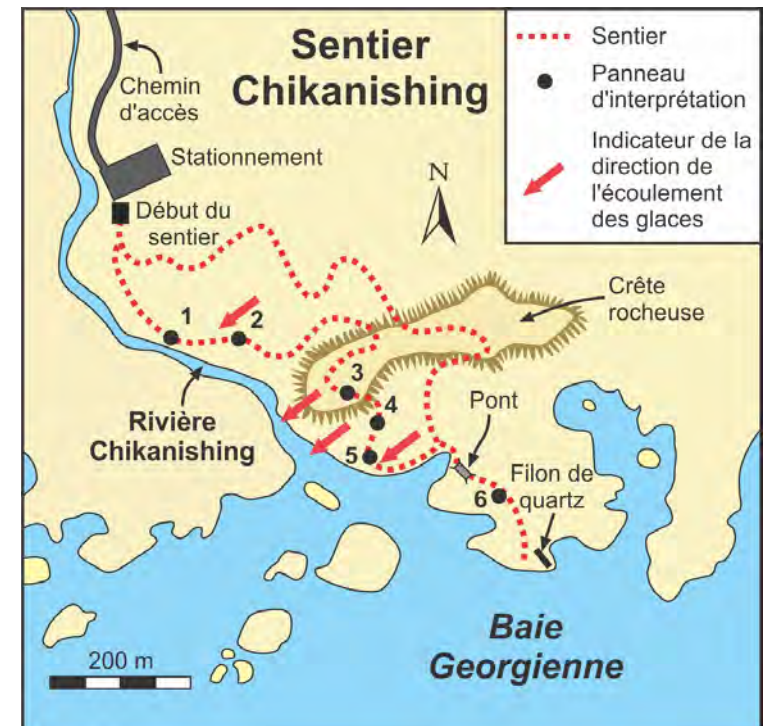 Sentier
Chikanishing
Sentier
Panneau
d'interprétation
Indicateur de la
direction de
l'écoulement
des glaces
Chemin
d'accès
Stationnement
Début du
sentier
N
1
2
3
4
5
6
Crête
rocheuse
Rivière
Chikanishing
Pont
Filon de
quartz
Baie
Georgienne
200 m